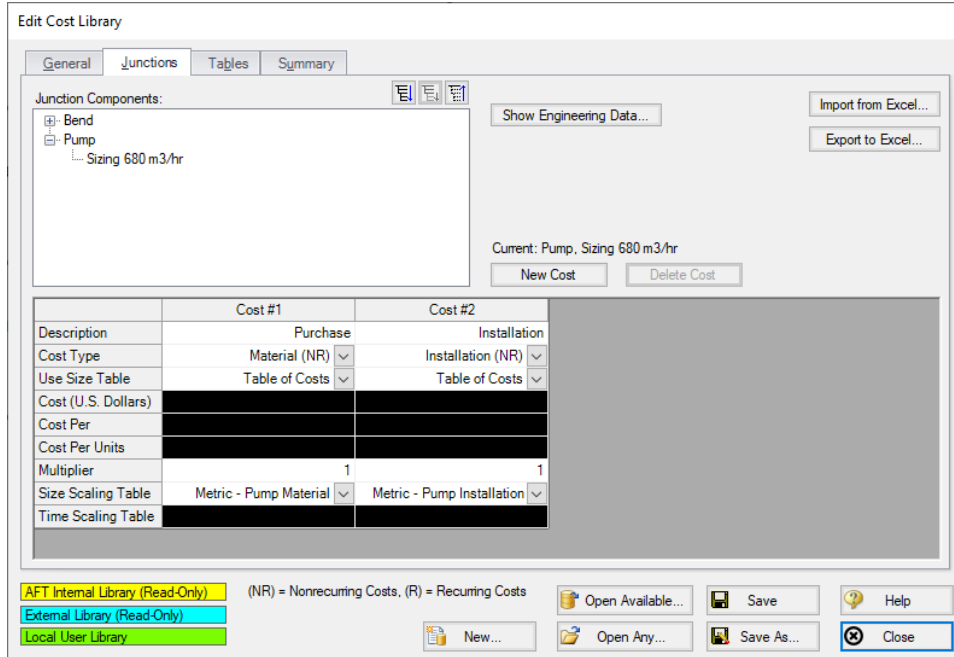 Edit Cost Library
General Junctions Tables Summary
Junction Components:
Show Engineering Data...
Import from Excel...
Export to Excel...
Bend
Pump
Sizing 680 m3/hr
Current: Pump, Sizing 680 m3/hr
New Cost Delete Cost
Cost #1 Cost #2
Description Purchase Installation
Cost Type Material (NR) Installation (NR)
Use Size Table Table of Costs Table of Costs
Cost (U.S. Dollars)
Cost Per
Cost Per Units
Multiplier 1 1
Size Scaling Table Metric - Pump Material Metric - Pump Installation
Time Scaling Table
AFT Internal Library (Read-Only) (NR) = Nonrecurring Costs, (R) = Recurring Costs
External Library (Read-Only)
Local User Library
Open Available... Save Help
New... Open Any... Save As... Close